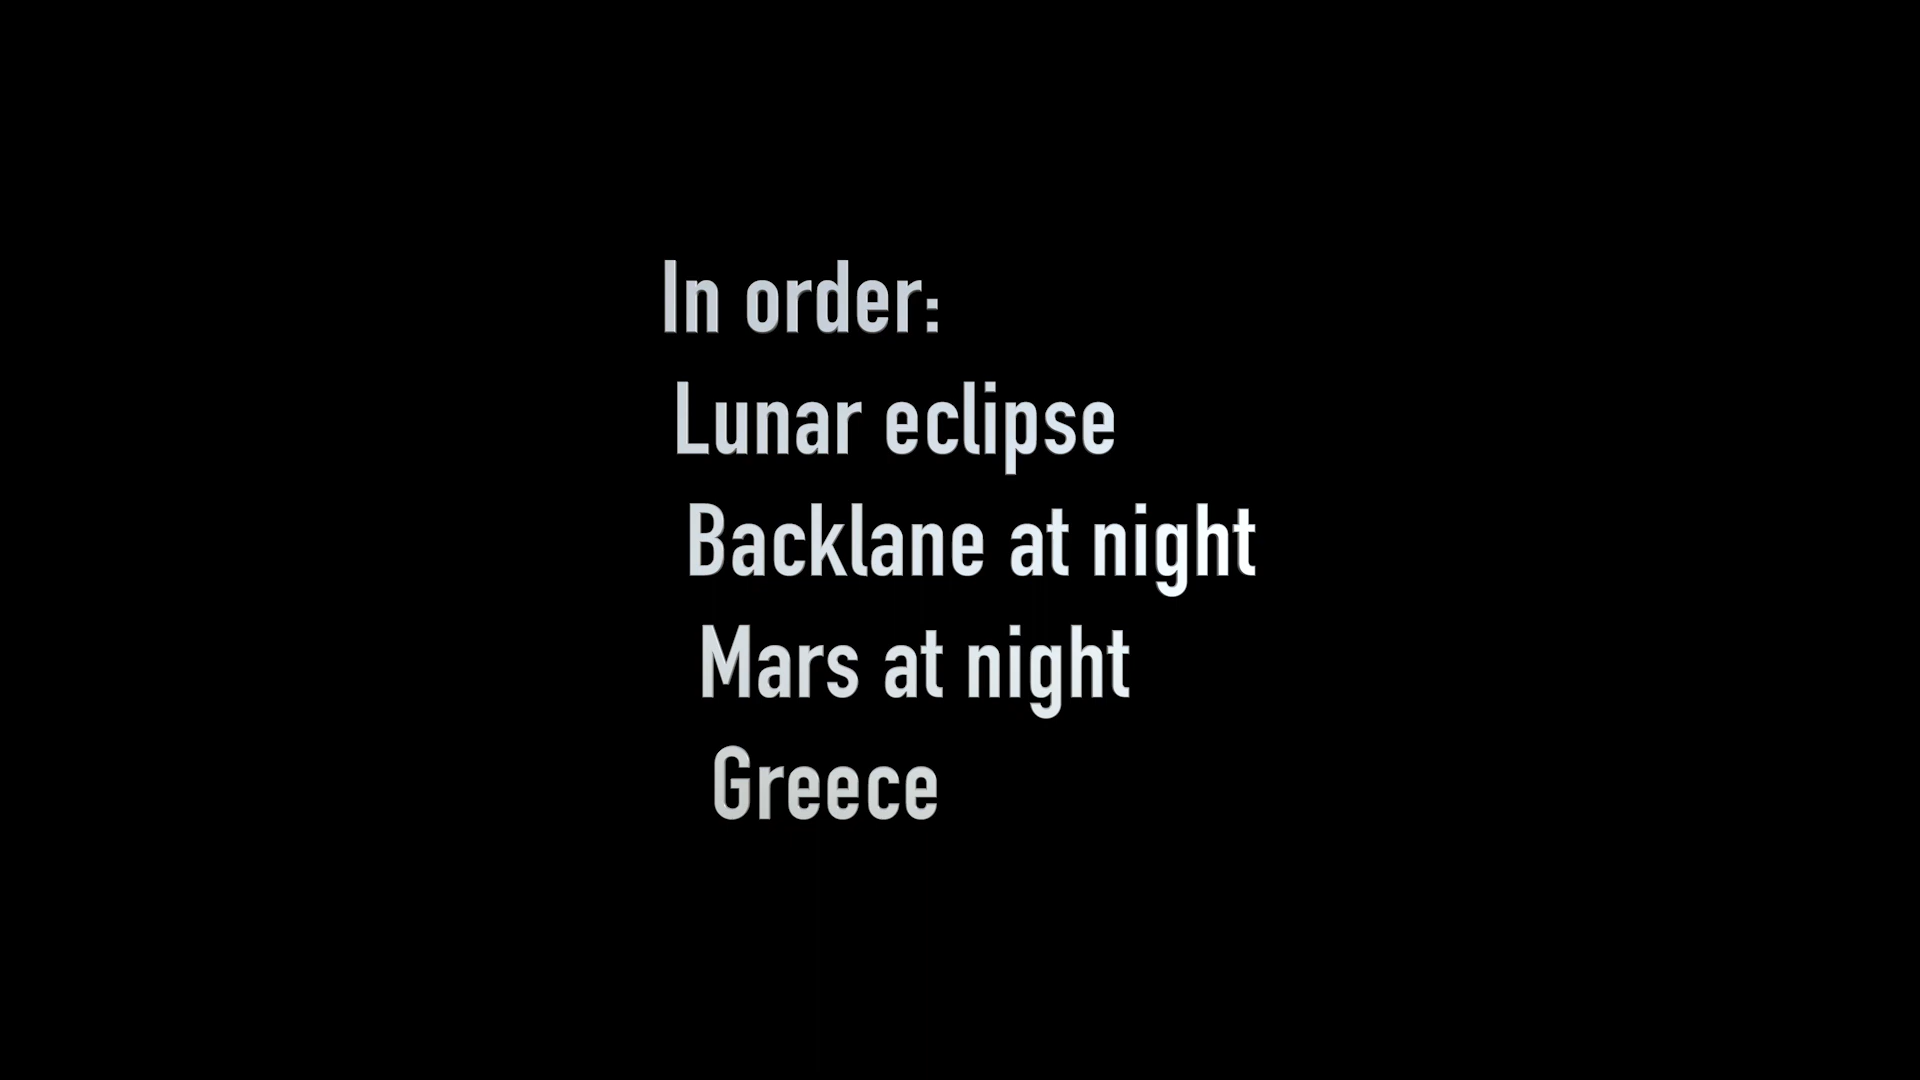 In order:
Lunar eclipse
Backlane at night
Mars at night
Greece